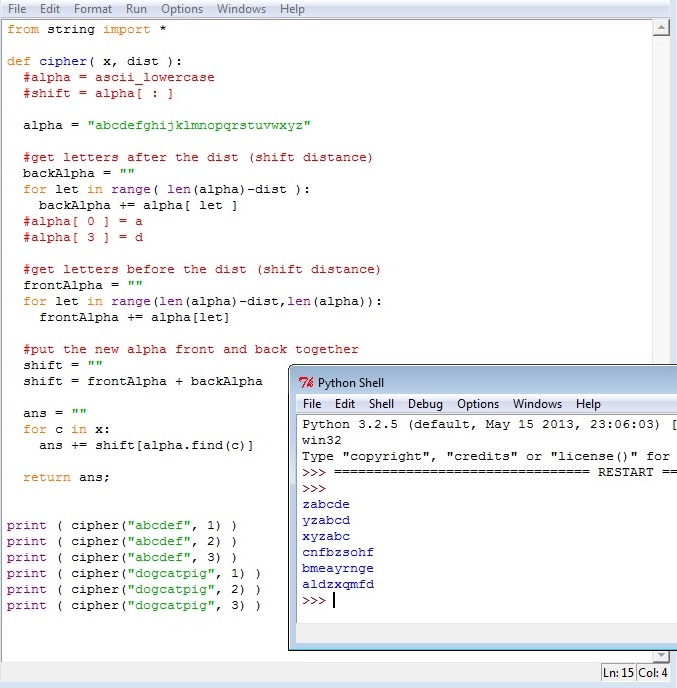 File Edit Format Run Options Windows Help
from string import *
def cipher( x, dist ):
#alpha = ascii_lowercase
#shift = alpha[ : ]
alpha = "abcdefghijklmnopqrstuvwxyz"
#get letters after the dist (shift distance)
backAlpha = ""
for let in range( len(alpha)-dist ):
backAlpha += alpha[ let ]
#alpha[ 0 ] = a
#alpha[ 3 ] = d
#get letters before the dist (shift distance)
frontAlpha = ""
for let in range(len(alpha)-dist,len(alpha)):
frontAlpha += alpha[let]
#put the new alpha front and back together
shift = ""
shift = frontAlpha + backAlpha
ans = ""
for c in x:
ans += shift[alpha.find(c)]
return ans;
print ( cipher("abcdef", 1) )
print ( cipher("abcdef", 2) )
print ( cipher("abcdef", 3) )
print ( cipher("dogcatpig", 1) )
print ( cipher("dogcatpig", 2) )
print ( cipher("dogcatpig", 3) )
Python Shell
File Edit Shell Debug Options Windows Help
Python 3.2.5 (default, May 15 2013, 23:06:03) [
win32
Type "copyright", "credits" or "license()" for
>>> ================================ RESTART ==
>>>
zabcde
yzabcd
xyzabc
cnfbzsohf
bmeayrnge
aldzxqmfd
>>>
Ln: 15 Col: 4